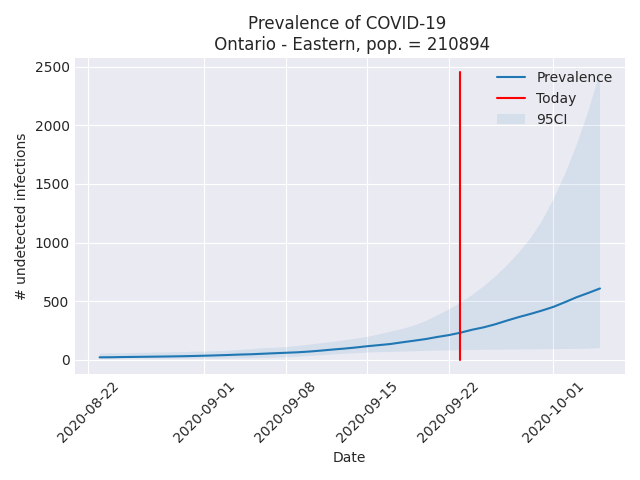 Prevalence of COVID-19
Ontario - Eastern, pop. = 210894
2500
2000
1500
1000
500
0
# undetected infections
Prevalence
Today
95CI
2020-08-22
2020-09-01
2020-09-08
2020-09-15
2020-09-22
2020-10-01
Date